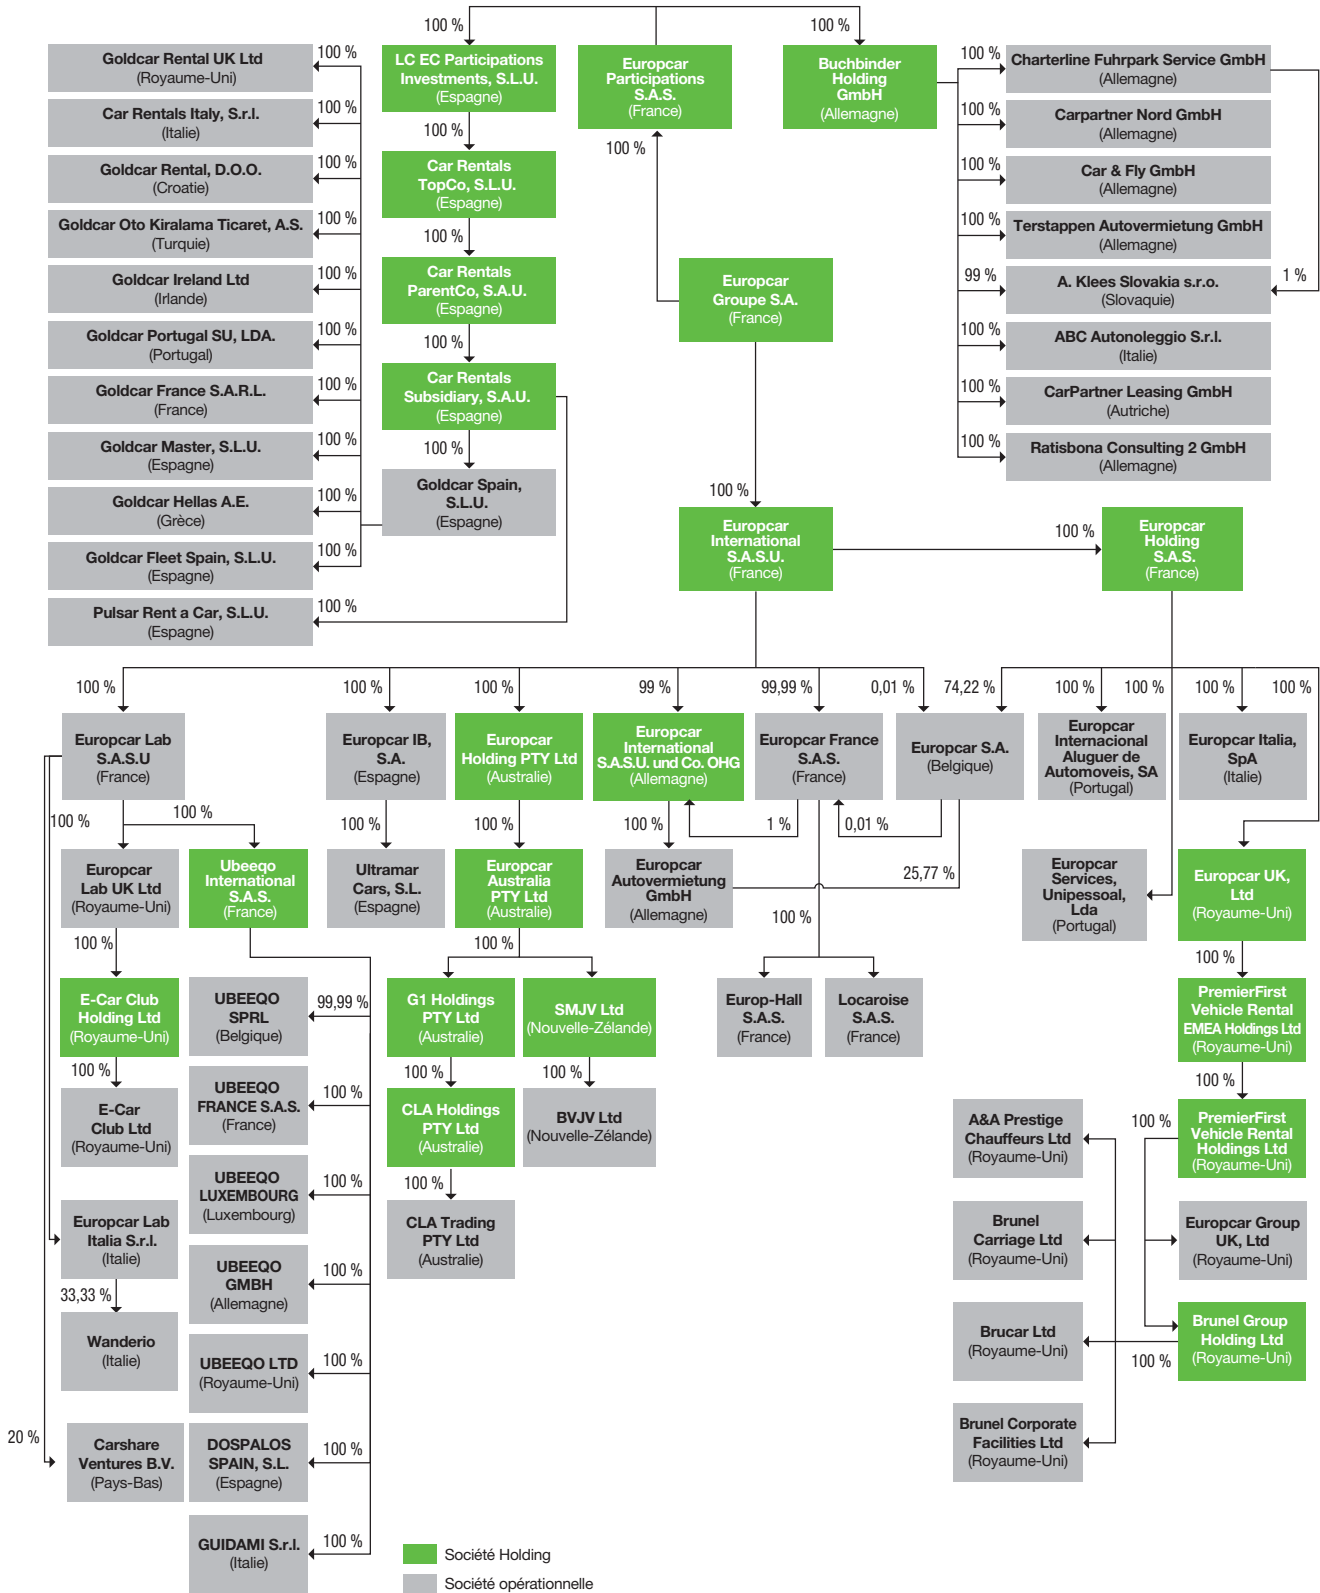 100 %
100 %
LC EC Participations
Investments, S.L.U.
(Espagne)
Europcar
Participations
S.A.S.
(France)
Buchbinder
Holding
GmbH
(Allemagne)
Goldcar Rental UK Ltd
(Royaume-Uni)
100 %
Car Rentals Italy, S.r.l.
(Italie)
100 %
Goldcar Rental, D.O.O.
(Croatie)
100 %
Goldcar Oto Kiralama Ticaret, A.S.
(Turquie)
100 %
Goldcar Ireland Ltd
(Irlande)
100 %
Goldcar Portugal SU, LDA.
(Portugal)
100 %
Goldcar France S.A.R.L.
(France)
100 %
Goldcar Master, S.L.U.
(Espagne)
100 %
Goldcar Hellas A.E.
(Grèce)
100 %
Goldcar Fleet Spain, S.L.U.
(Espagne)
100 %
Pulsar Rent a Car, S.L.U.
(Espagne)
100 %
100 %
Car Rentals
TopCo, S.L.U.
(Espagne)
100 %
Car Rentals
ParentCo, S.A.U.
(Espagne)
100 %
Car Rentals
Subsidiary, S.A.U.
(Espagne)
100 %
Goldcar Spain,
S.L.U.
(Espagne)
100 %
Europcar
Groupe S.A.
(France)
100 %
Charterline Fuhrpark Service GmbH
(Allemagne)
100 %
Carpartner Nord GmbH
(Allemagne)
100 %
Car & Fly GmbH
(Allemagne)
100 %
Terstappen Autovermietung GmbH
(Allemagne)
99 %
A. Klees Slovakia s.r.o.
(Slovaquie)
1 %
100 %
ABC Autonoleggio S.r.l.
(Italie)
100 %
CarPartner Leasing GmbH
(Autriche)
100 %
Ratisbona Consulting 2 GmbH
(Allemagne)
100 %
Europcar
International
S.A.S.U.
(France)
100 %
Europcar
Holding
S.A.S.
(France)
100 %
100 %
100 %
99 %
99,99 %
0,01 %
74,22 %
100 %
100 %
100 %
100 %
Europcar Lab
S.A.S.U
(France)
Europcar IB,
S.A.
(Espagne)
Europcar
Holding PTY Ltd
(Australie)
Europcar
International
S.A.S.U. und Co. OHG
(Allemagne)
Europcar France
S.A.S.
(France)
Europcar S.A.
(Belgique)
Europcar
Internacional
Aluguer de
Automoveis, SA
(Portugal)
Europcar Italia,
SpA
(Italie)
100 %
100 %
100 %
100 %
100 %
1 %
0,01 %
Europcar
Lab UK Ltd
(Royaume-Uni)
Ubeeqo
International
S.A.S.
(France)
Ultramar
Cars, S.L.
(Espagne)
Europcar
Australia
PTY Ltd
(Australie)
Europcar
Autovermietung
GmbH
(Allemagne)
25,77 %
Europcar
Services,
Unipessoal,
Lda
(Portugal)
Europcar UK,
Ltd
(Royaume-Uni)
100 %
100 %
100 %
100 %
E-Car Club
Holding Ltd
(Royaume-Uni)
UBEEQO
SPRL
(Belgique)
99,99 %
G1 Holdings
PTY Ltd
(Australie)
SMJV Ltd
(Nouvelle-Zélande)
Europ-Hall
S.A.S.
(France)
Locaroise
S.A.S.
(France)
PremierFirst
Vehicle Rental
EMEA Holdings Ltd
(Royaume-Uni)
100 %
100 %
100 %
100 %
E-Car
Club Ltd
(Royaume-Uni)
UBEEQO
FRANCE S.A.S.
(France)
100 %
CLA Holdings
PTY Ltd
(Australie)
BVJV Ltd
(Nouvelle-Zélande)
A&A Prestige
Chauffeurs Ltd
(Royaume-Uni)
100 %
PremierFirst
Vehicle Rental
Holdings Ltd
(Royaume-Uni)
UBEEQO
LUXEMBOURG
(Luxembourg)
100 %
100 %
CLA Trading
PTY Ltd
(Australie)
Europcar Lab
Italia S.r.l.
(Italie)
Brunel
Carriage Ltd
(Royaume-Uni)
Europcar Group
UK, Ltd
(Royaume-Uni)
UBEEQO
GMBH
(Allemagne)
100 %
33,33 %
Wanderio
(Italie)
UBEEQO LTD
(Royaume-Uni)
100 %
Brucar Ltd
(Royaume-Uni)
100 %
Brunel Group
Holding Ltd
(Royaume-Uni)
20 %
Carshare
Ventures B.V.
(Pays-Bas)
DOSPALOS
SPAIN, S.L.
(Espagne)
100 %
Brunel Corporate
Facilities Ltd
(Royaume-Uni)
GUIDAMI S.r.l.
(Italie)
100 %
Société Holding
Société opérationnelle